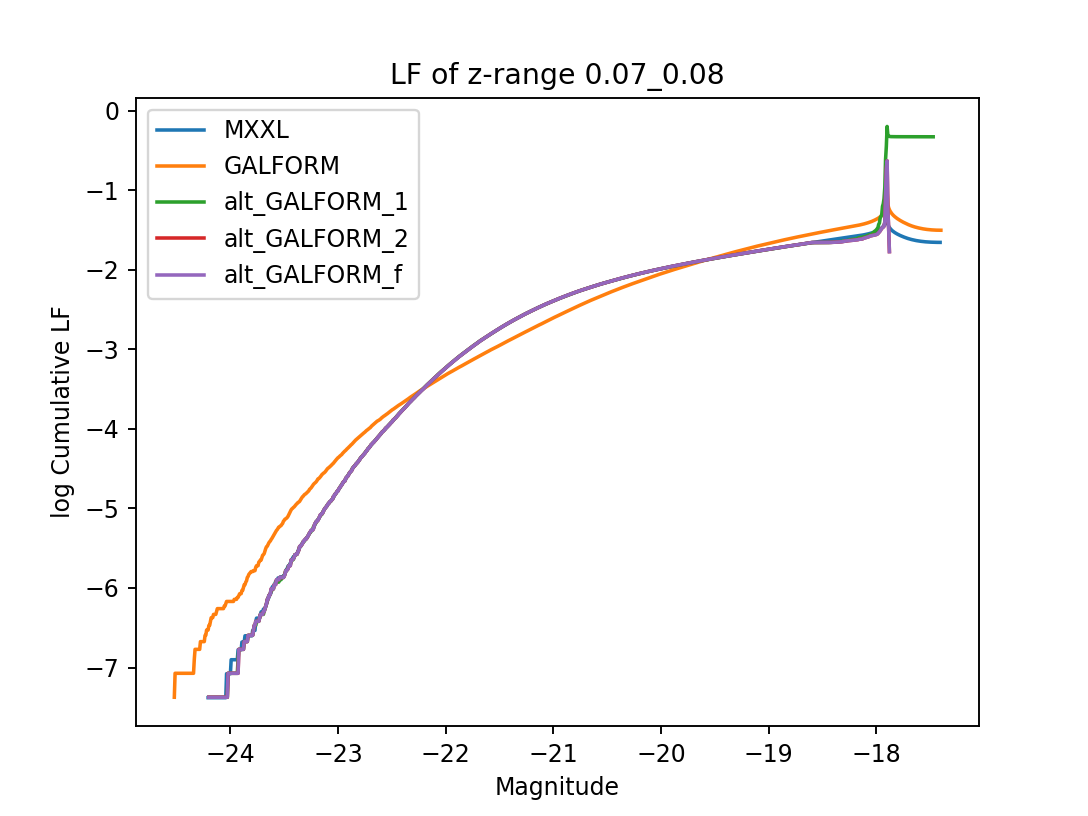 LF of z-range 0.07_0.08
MXXL
GALFORM
alt_GALFORM_1
alt_GALFORM_2
alt_GALFORM_f
log Cumulative LF
0
−1
−2
−3
−4
−5
−6
−7
−24
−23
−22
−21
−20
−19
−18
Magnitude